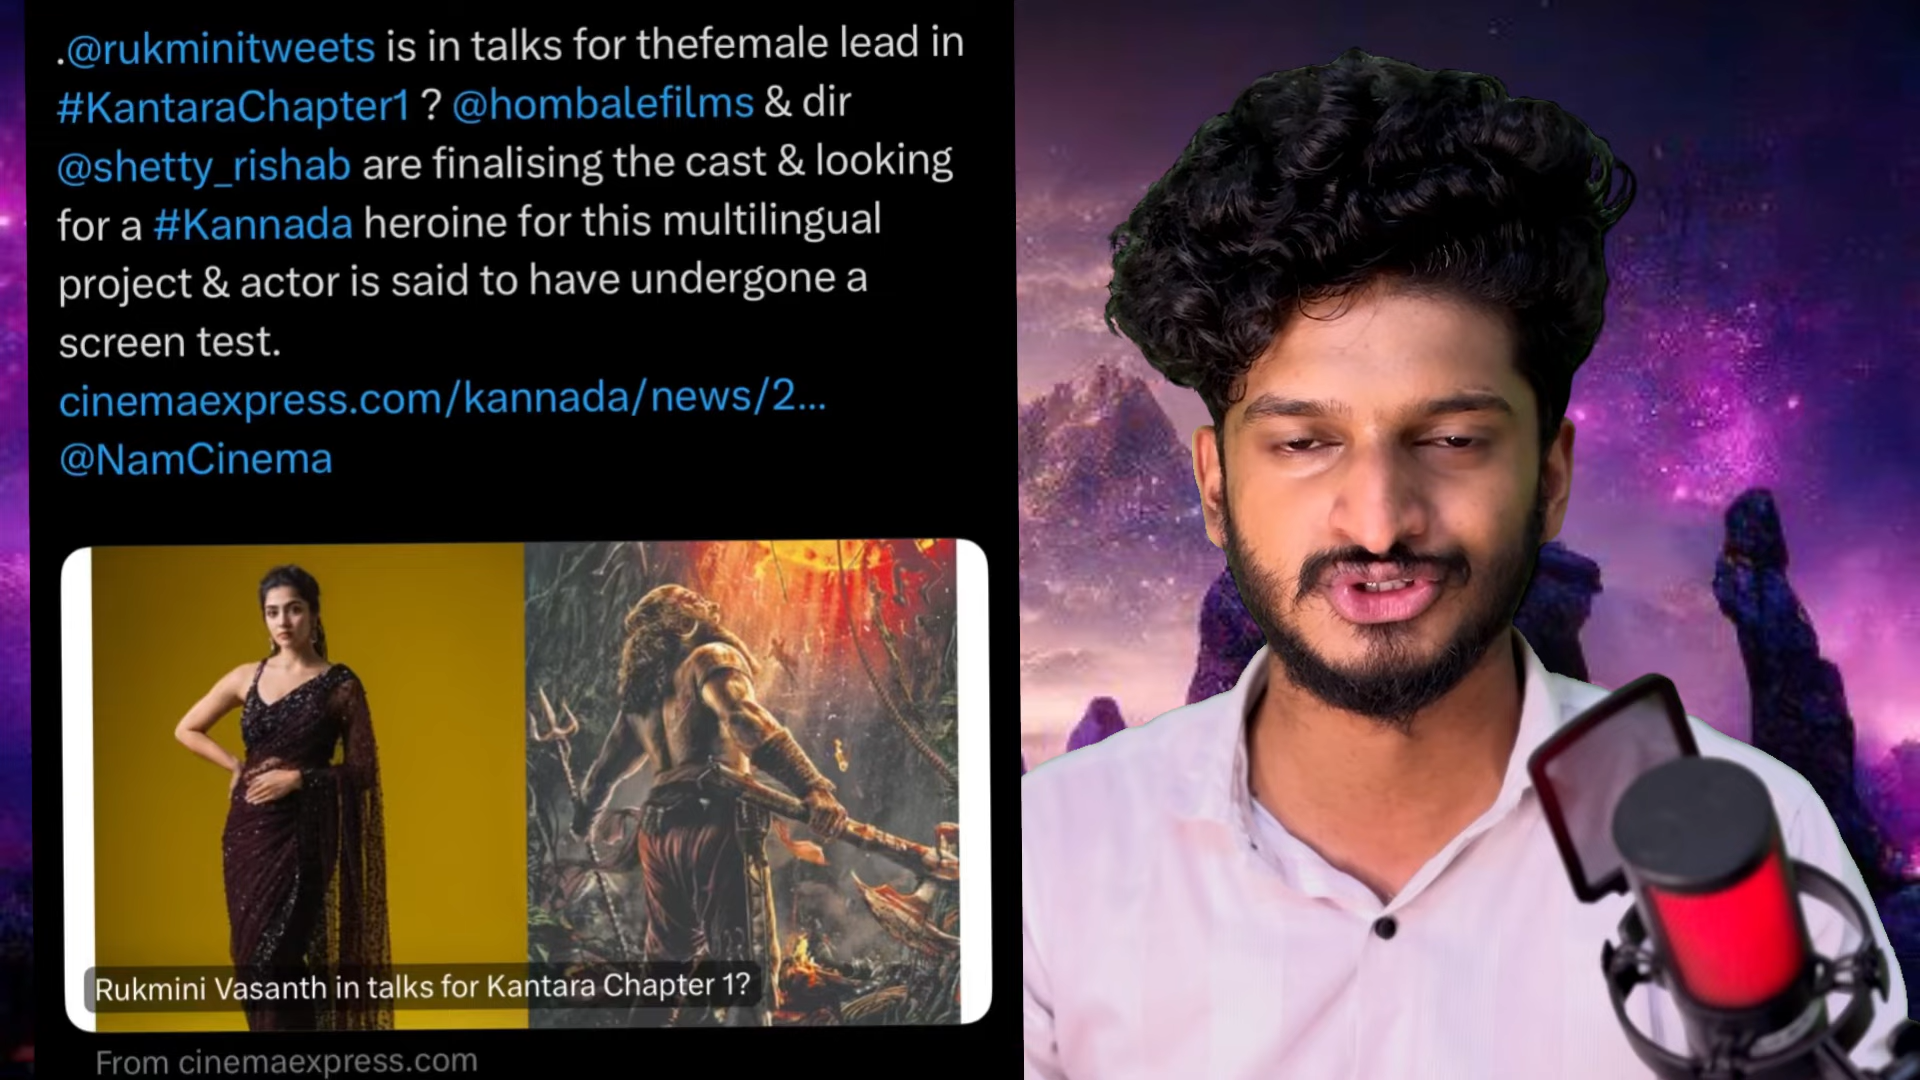 .@rukminitweets is in talks for thefemale lead in
#KantaraChapter1 ? @hombalefilms & dir
@shetty_rishab are finalising the cast & looking
for a #Kannada heroine for this multilingual
project & actor is said to have undergone a
screen test.
cinemaexpress.com/kannada/news/2...
@NamCinema
Rukmini Vasanth in talks for Kantara Chapter 1?
From cinemaexpress.com